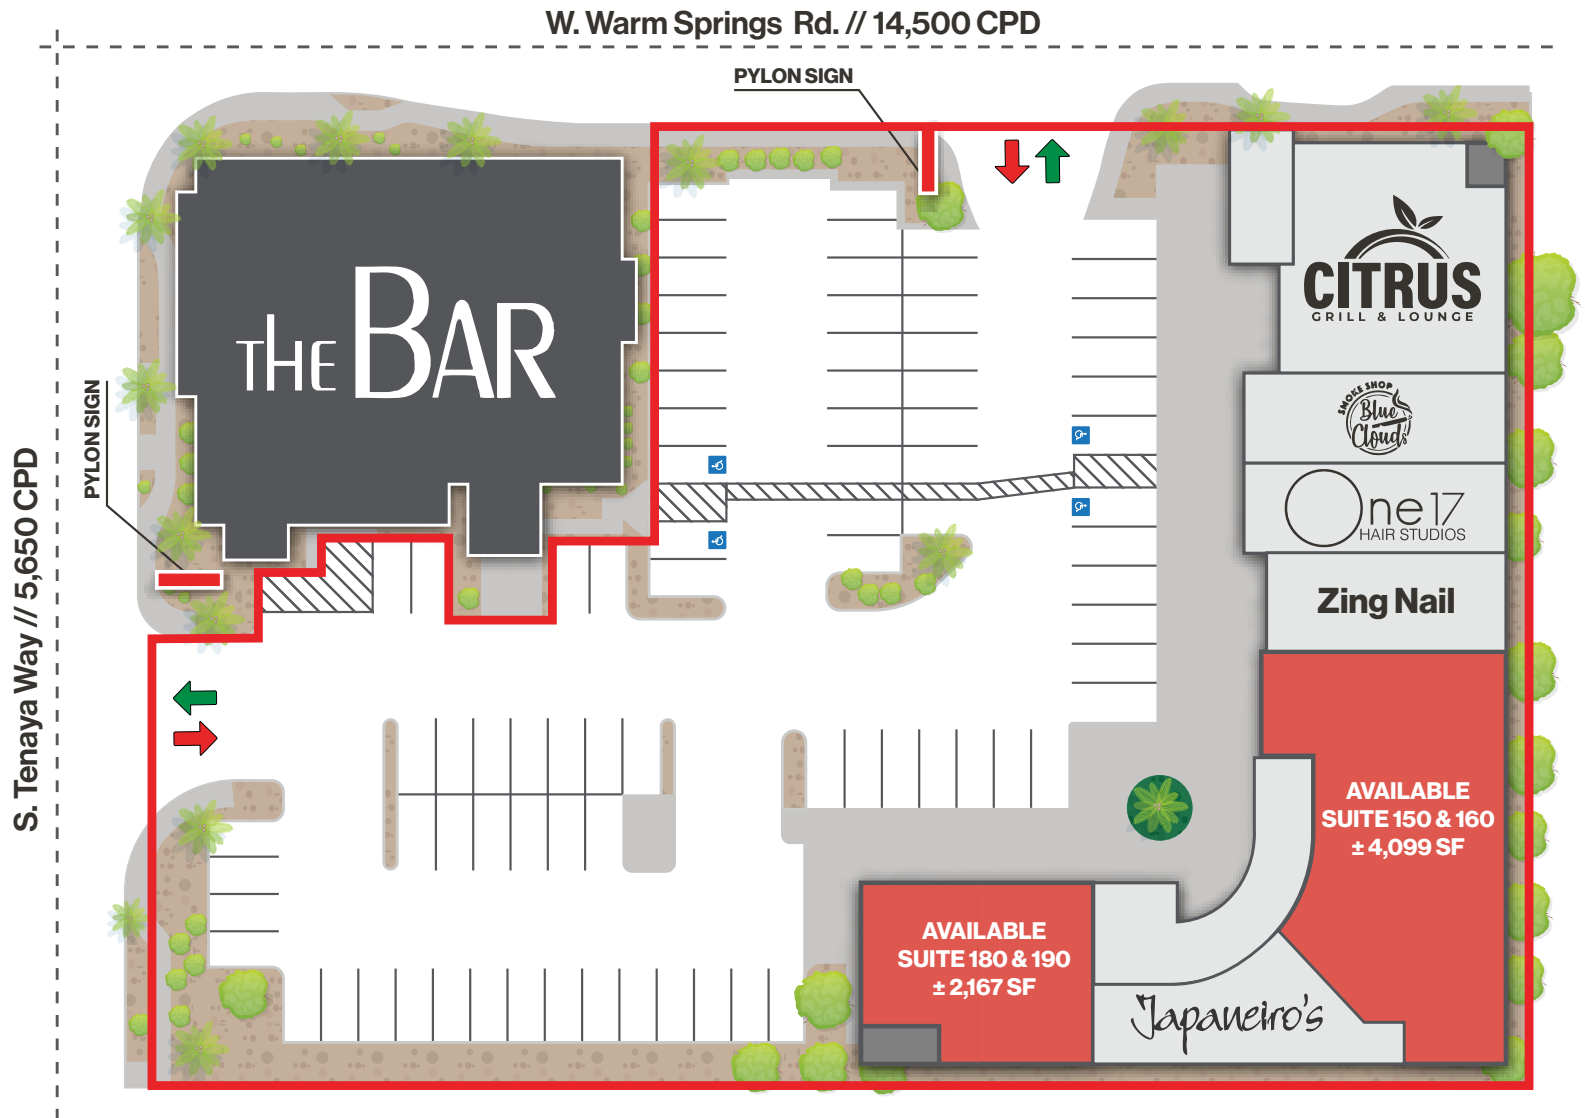 W. Warm Springs Rd. // 14,500 CPD
PYLON SIGN
THE BAR
CITRUS
GRILL & LOUNGE
SMOKE SHOP
Blue
Clouds
PYLON SIGN
One17
HAIR STUDIOS
S. Tenaya Way // 5,650 CPD
Zing Nail
AVAILABLE
SUITE 150 & 160
± 4,099 SF
AVAILABLE
SUITE 180 & 190
± 2,167 SF
Japaneiro's